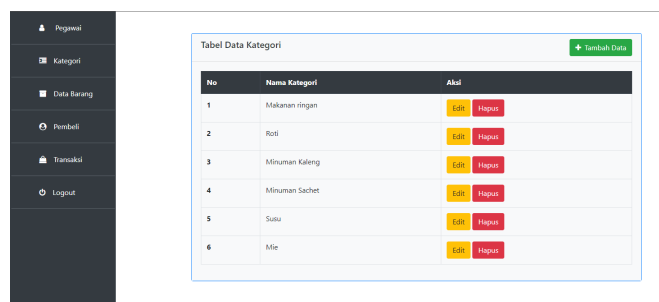 Pegawai
Kategori
Data Barang
Pembeli
Transaksi
Logout
Tabel Data Kategori
+ Tambah Data
No Nama Kategori Aksi
1 Makanan ringan Edit Hapus
2 Roti Edit Hapus
3 Minuman Kaleng Edit Hapus
4 Minuman Sachet Edit Hapus
5 Susu Edit Hapus
6 Mie Edit Hapus